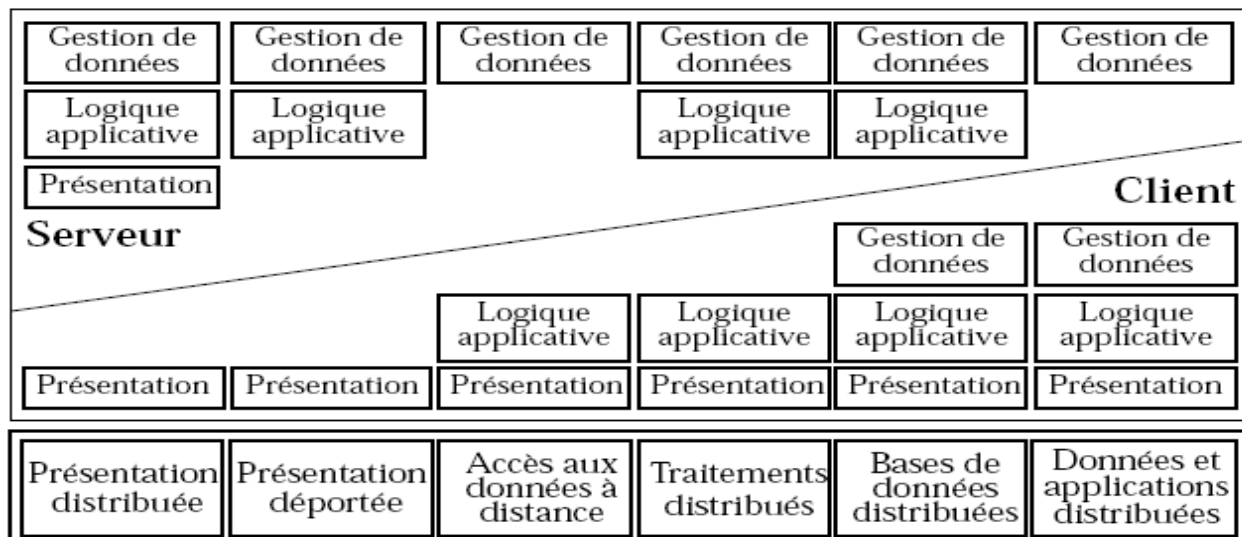 Gestion de données
Gestion de données
Gestion de données
Gestion de données
Gestion de données
Gestion de données
Logique applicative
Logique applicative
Logique applicative
Logique applicative
Présentation
Serveur
Client
Gestion de données
Gestion de données
Logique applicative
Logique applicative
Logique applicative
Logique applicative
Présentation
Présentation
Présentation
Présentation
Présentation
Présentation
Présentation distribuée
Présentation déportée
Accès aux données à distance
Traitements distribués
Bases de données distribuées
Données et applications distribuées